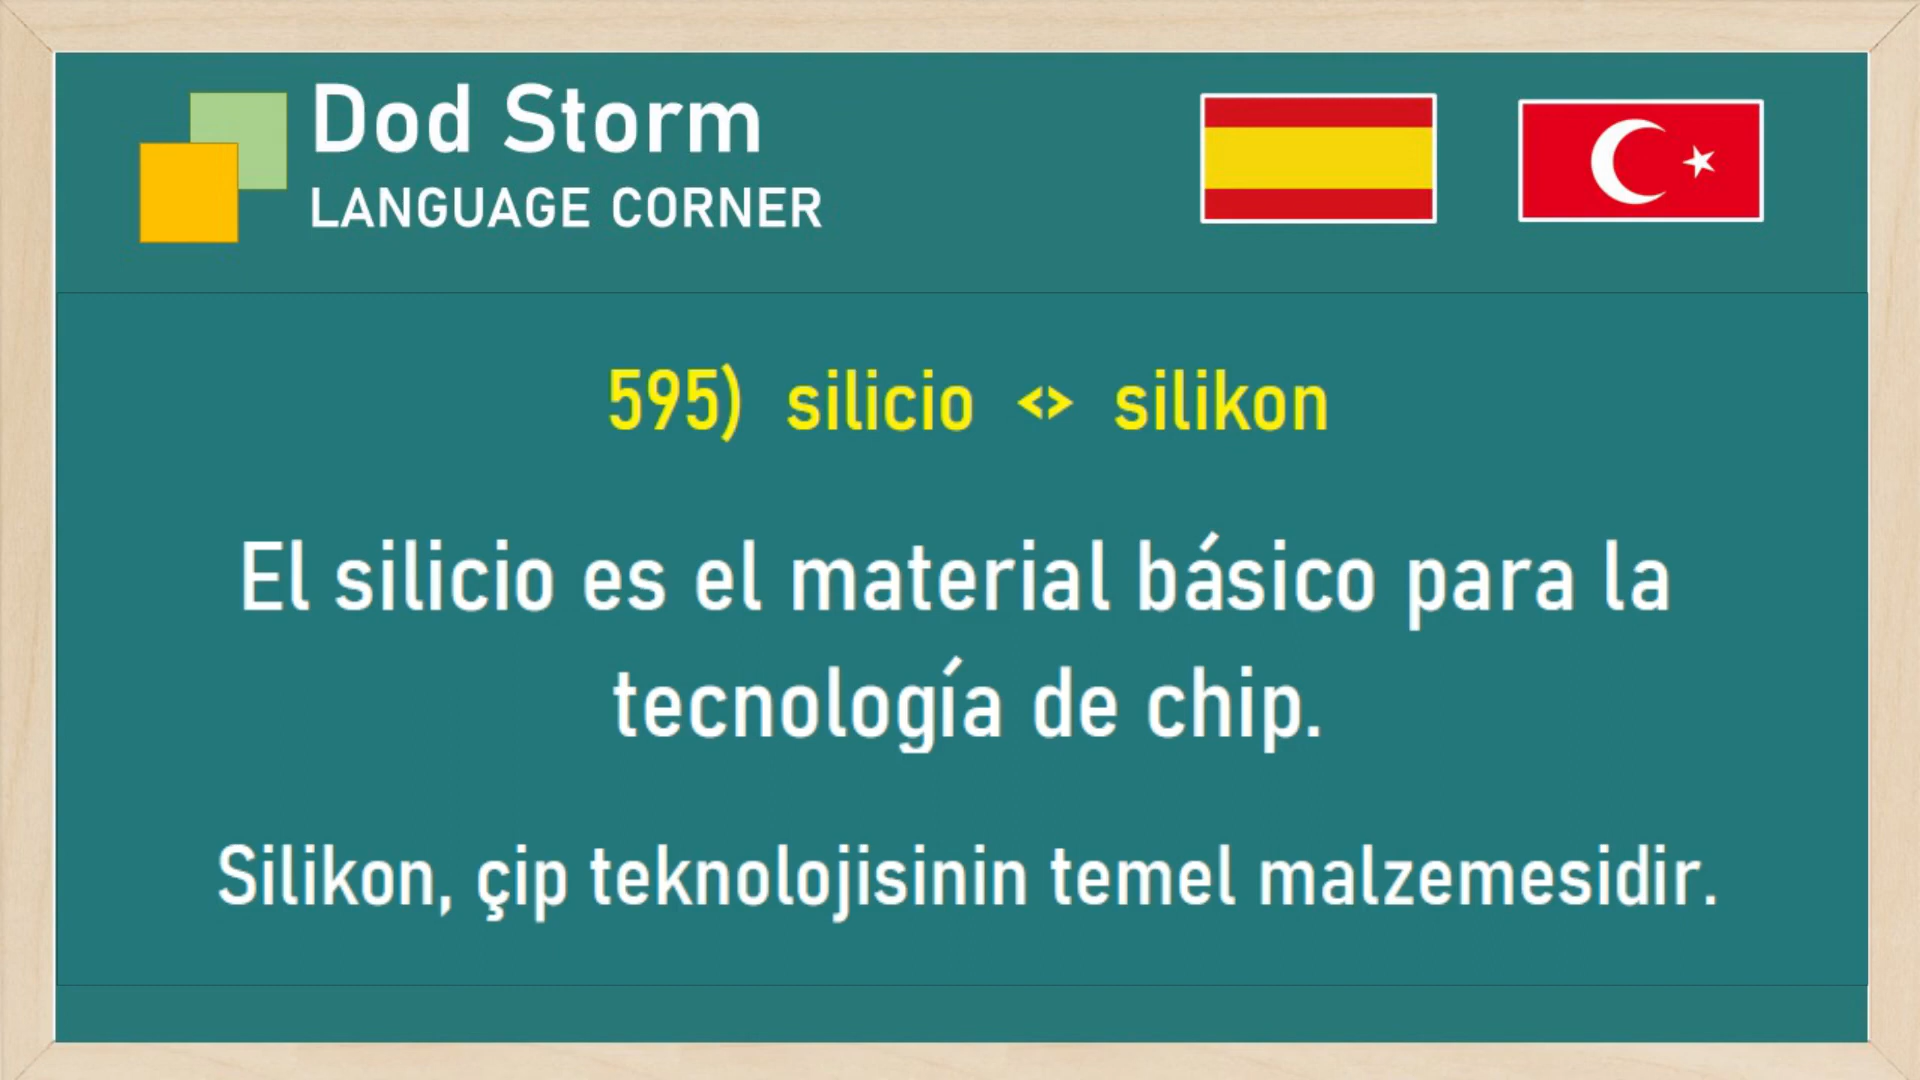 Dod Storm
LANGUAGE CORNER
595) silicio <> silikon
El silicio es el material básico para la
tecnología de chip.
Silikon, çip teknolojisinin temel malzemesidir.